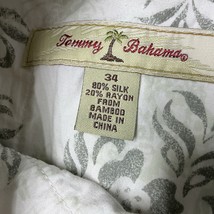 Tommy Bahama®
34
80% SILK
20% RAYON
FROM
BAMBOO
MADE IN
CHINA